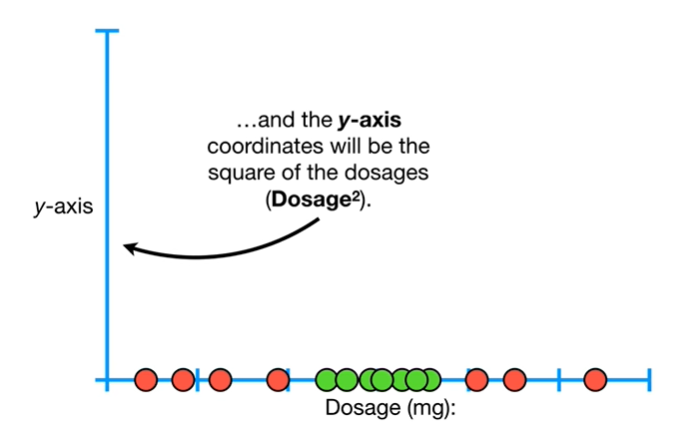 …and the y-axis
coordinates will be the
square of the dosages
(Dosage²).
y-axis
Dosage (mg):